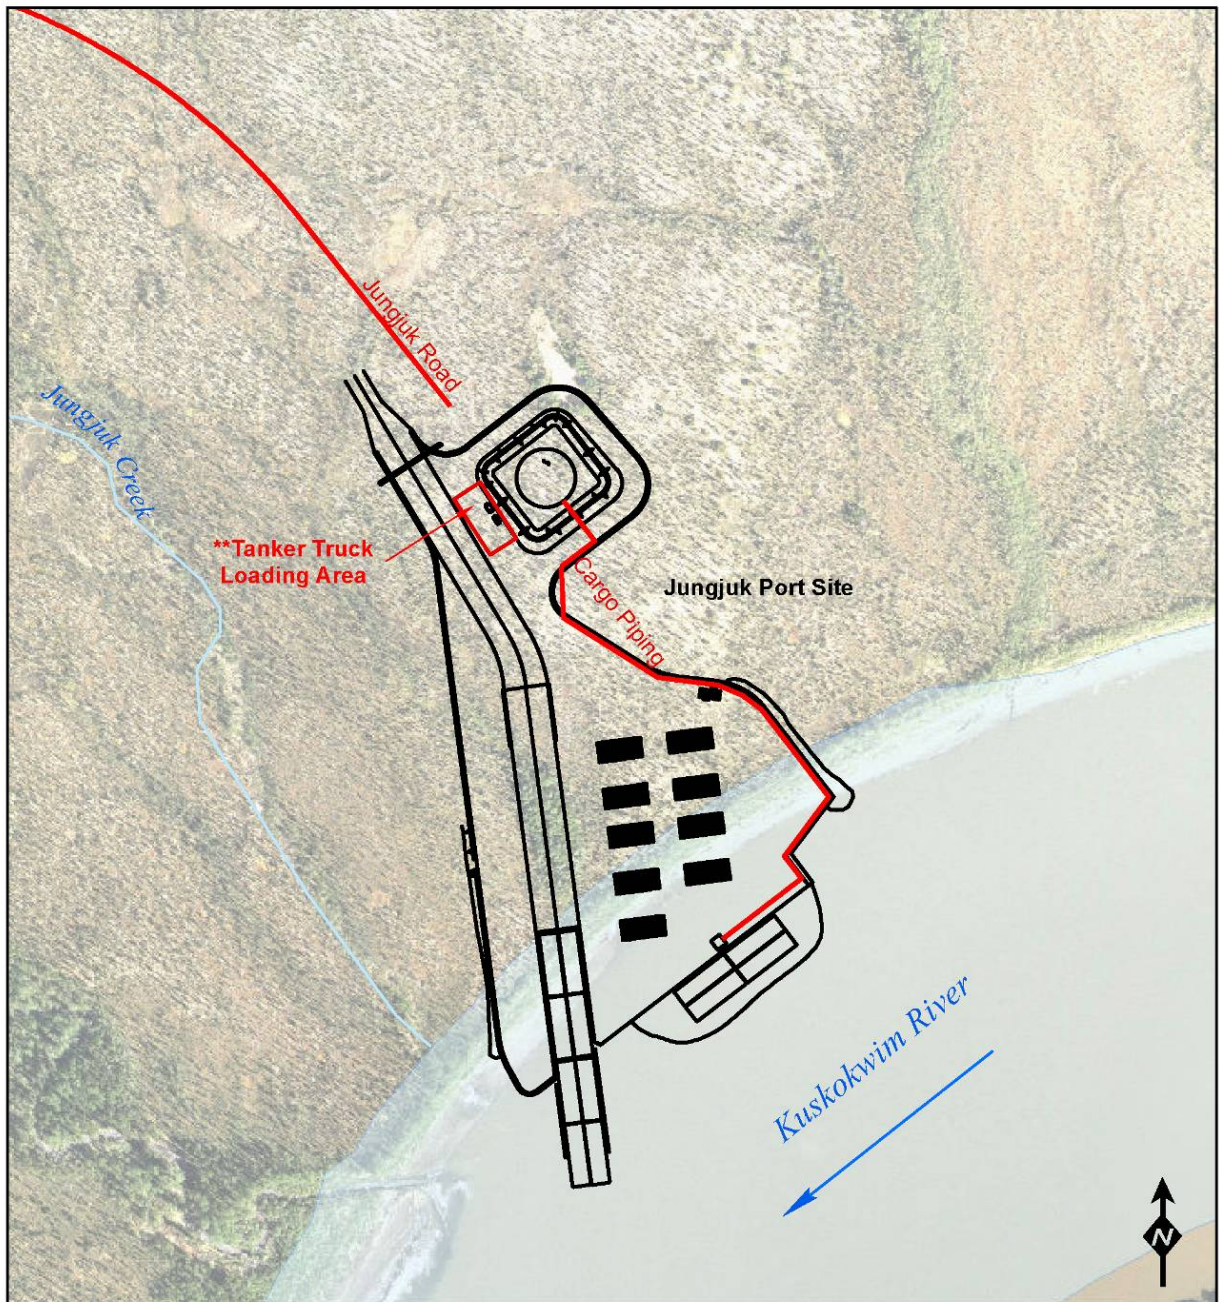 Jungjuk Road
Jungjuk Creek
**Tanker Truck
Loading Area
Cargo Piping
Jungjuk Port Site
Kuskokwim River
N